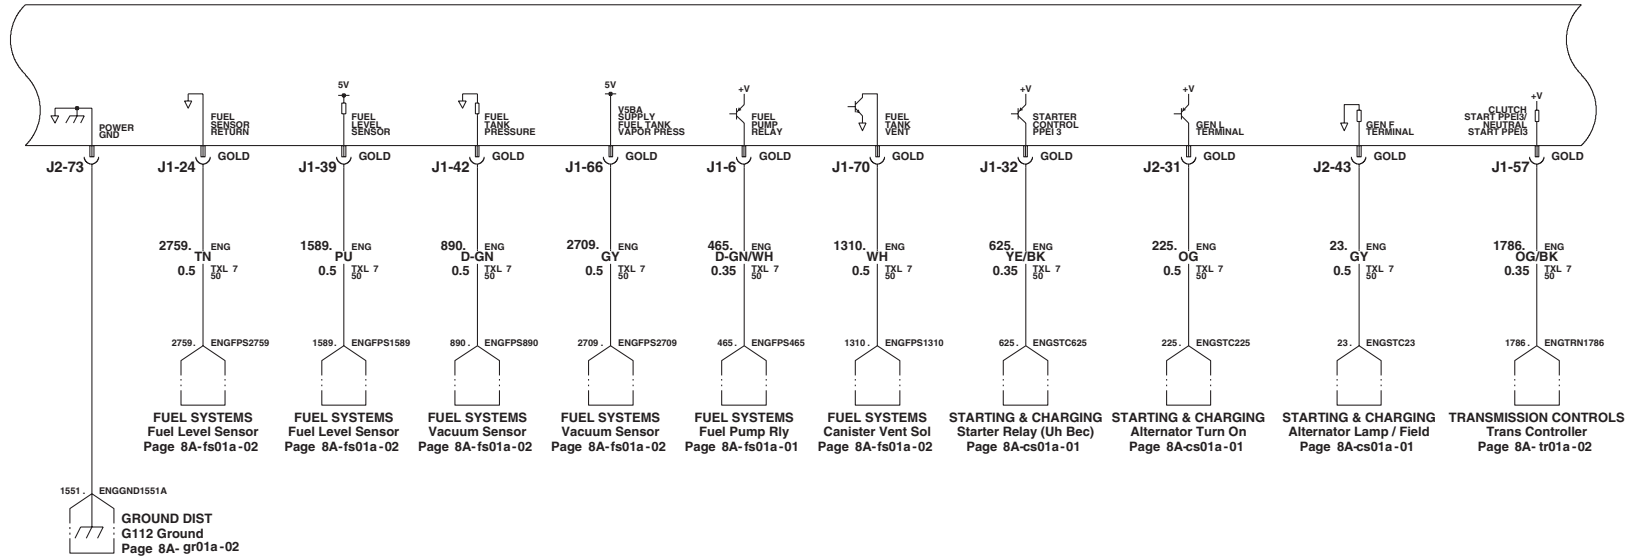 POWER
GND
J2-73
1551.
ENGGND1551A
GROUND DIST
G112 Ground
Page 8A- gr01a-02
FUEL
SENSOR
RETURN
GOLD
J1-24
2759. ENG
TN
0.5 TXL 7
50
2759. ENGFPS2759
FUEL SYSTEMS
Fuel Level Sensor
Page 8A-fs01a-02
5V
FUEL
LEVEL
SENSOR
GOLD
J1-39
1589. ENG
PU
0.5 TXL 7
50
1589. ENGFPS1589
FUEL SYSTEMS
Fuel Level Sensor
Page 8A-fs01a-02
FUEL
TANK
PRESSURE
GOLD
J1-42
890. ENG
D-GN
0.5 TXL 7
50
890. ENGFPS890
FUEL SYSTEMS
Vacuum Sensor
Page 8A-fs01a-02
5V
V5BA
SUPPLY
FUEL TANK
VAPOR PRESS
GOLD
J1-66
2709. ENG
GY
0.5 TXL 7
50
2709. ENGFPS2709
FUEL SYSTEMS
Vacuum Sensor
Page 8A-fs01a-02
+V
FUEL
PUMP
RELAY
GOLD
J1-6
465. ENG
D-GN/WH
0.35 TXL 7
50
465. ENGFPS465
FUEL SYSTEMS
Fuel Pump Rly
Page 8A-fs01a-01
FUEL
TANK
VENT
GOLD
J1-70
1310. ENG
WH
0.5 TXL 7
50
1310. ENGFPS1310
FUEL SYSTEMS
Canister Vent Sol
Page 8A-fs01a-02
+V
STARTER
CONTROL
PPEI 3
GOLD
J1-32
625. ENG
YE/BK
0.35 TXL 7
50
625. ENGSTC625
STARTING & CHARGING
Starter Relay (Uh Bec)
Page 8A-cs01a-01
+V
GEN L
TERMINAL
GOLD
J2-31
225. ENG
OG
0.5 TXL 7
50
225. ENGSTC225
STARTING & CHARGING
Alternator Turn On
Page 8A-cs01a-01
GEN F
TERMINAL
GOLD
J2-43
23. ENG
GY
0.5 TXL 7
50
23. ENGSTC23
STARTING & CHARGING
Alternator Lamp / Field
Page 8A-cs01a-01
+V
CLUTCH
START PPEI3/
NEUTRAL
START PPEI3
GOLD
J1-57
1786. ENG
OG/BK
0.35 TXL 7
50
1786. ENGTRN1786
TRANSMISSION CONTROLS
Trans Controller
Page 8A- tr01a-02